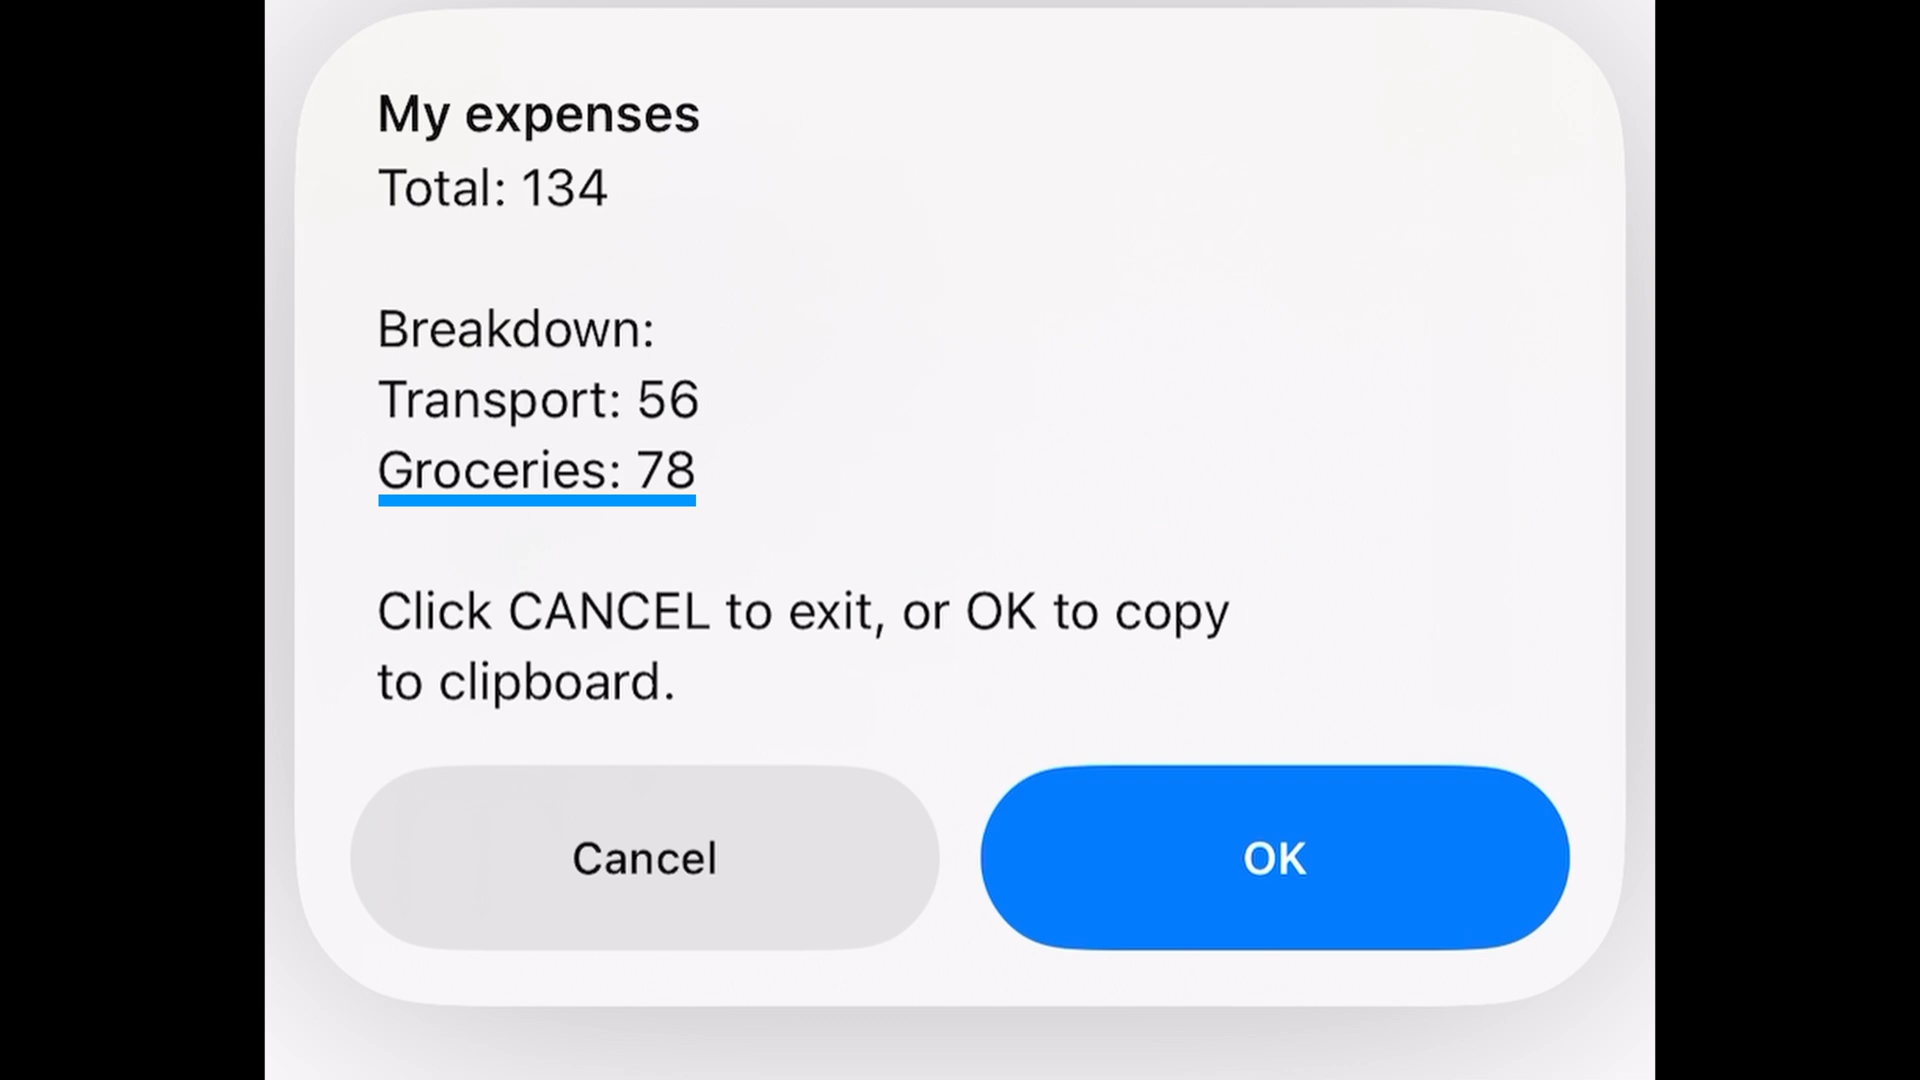 My expenses
Total: 134
Breakdown:
Transport: 56
Groceries: 78
Click CANCEL to exit, or OK to copy
to clipboard.
Cancel
OK